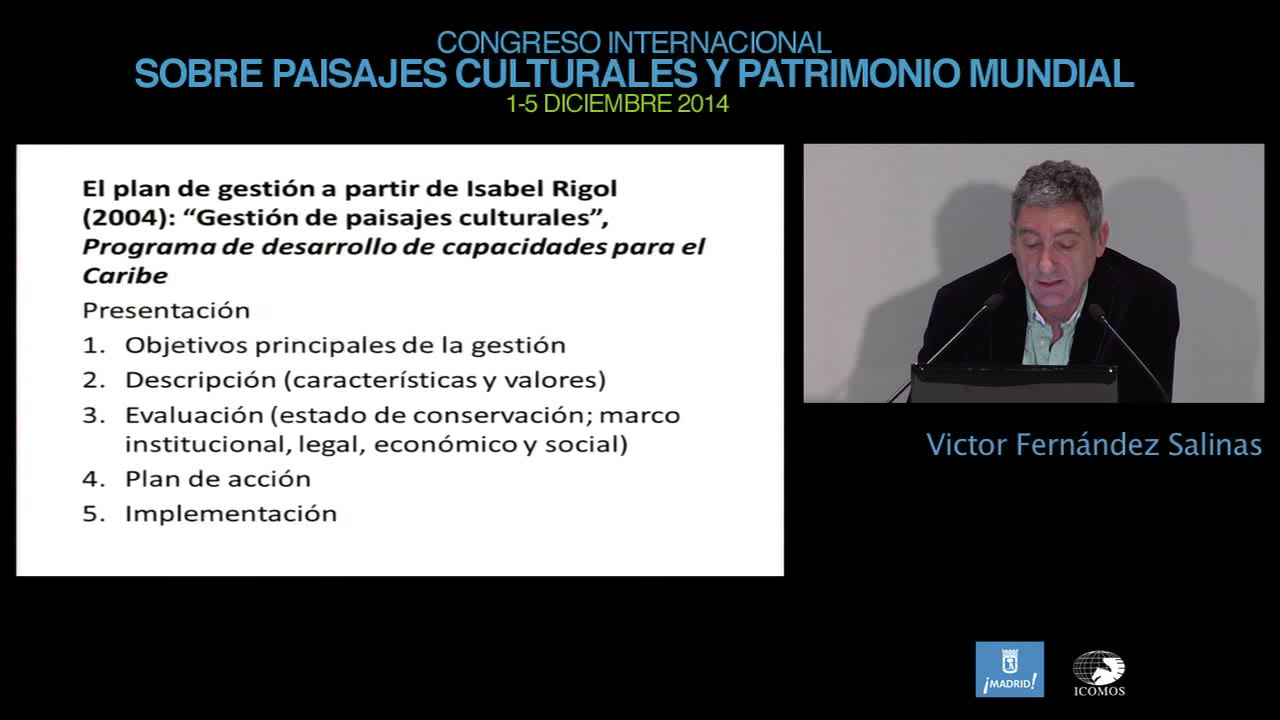 CONGRESO INTERNACIONAL
SOBRE PAISAJES CULTURALES Y PATRIMONIO MUNDIAL
1-5 DICIEMBRE 2014
El plan de gestión a partir de Isabel Rigol
(2004): “Gestión de paisajes culturales”,
Programa de desarrollo de capacidades para el
Caribe
Presentación
1. Objetivos principales de la gestión
2. Descripción (características y valores)
3. Evaluación (estado de conservación; marco
institucional, legal, económico y social)
4. Plan de acción
5. Implementación
Victor Fernández Salinas
¡MADRID!
ICOMOS